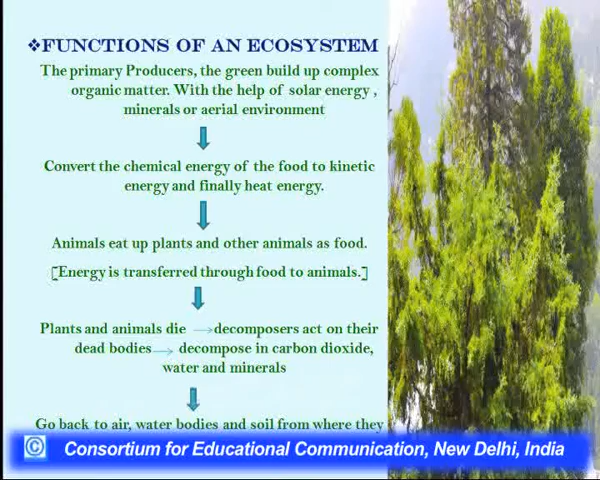 ❖FUNCTIONS OF AN ECOSYSTEM
The primary Producers, the green build up complex
organic matter. With the help of solar energy ,
minerals or aerial environment
Convert the chemical energy of the food to kinetic
energy and finally heat energy.
Animals eat up plants and other animals as food.
[Energy is transferred through food to animals.]
Plants and animals die → decomposers act on their
dead bodies → decompose in carbon dioxide,
water and minerals
Go back to air, water bodies and soil from where they
© Consortium for Educational Communication, New Delhi, India